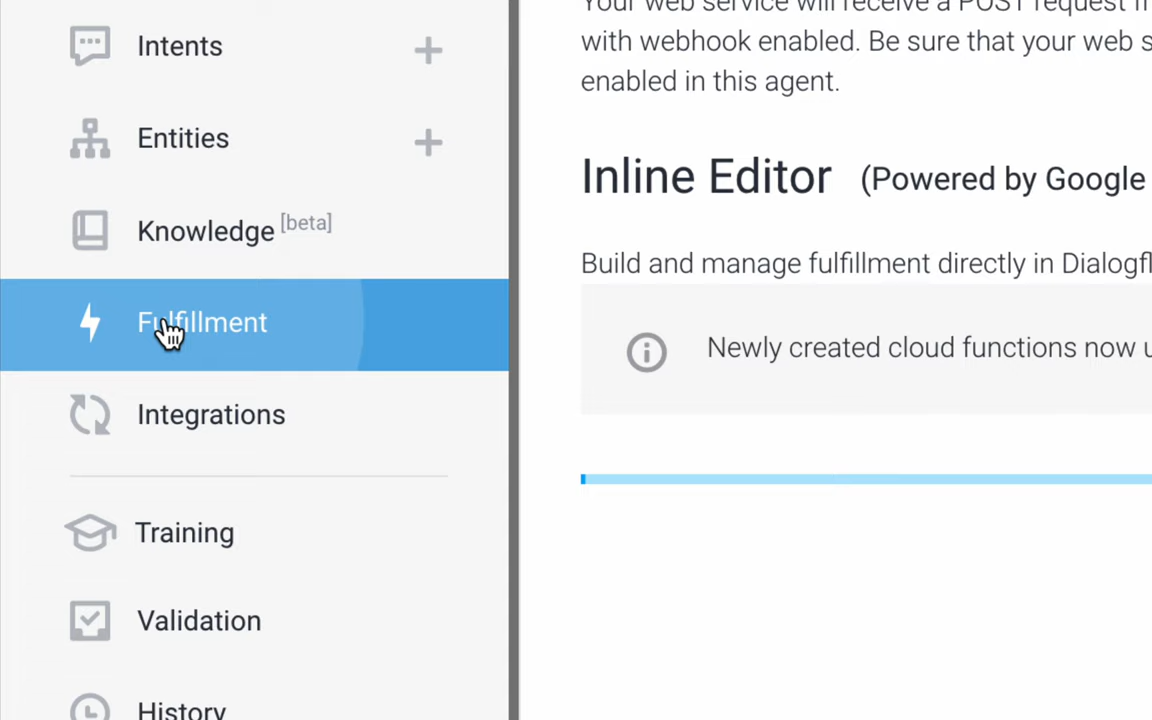 Intents
Entities
Knowledge [beta]
Fulfillment
Integrations
Training
Validation
History
Your web service will receive a POST request
with webhook enabled. Be sure that your web
enabled in this agent.
Inline Editor (Powered by Google
Build and manage fulfillment directly in
Newly created cloud functions now